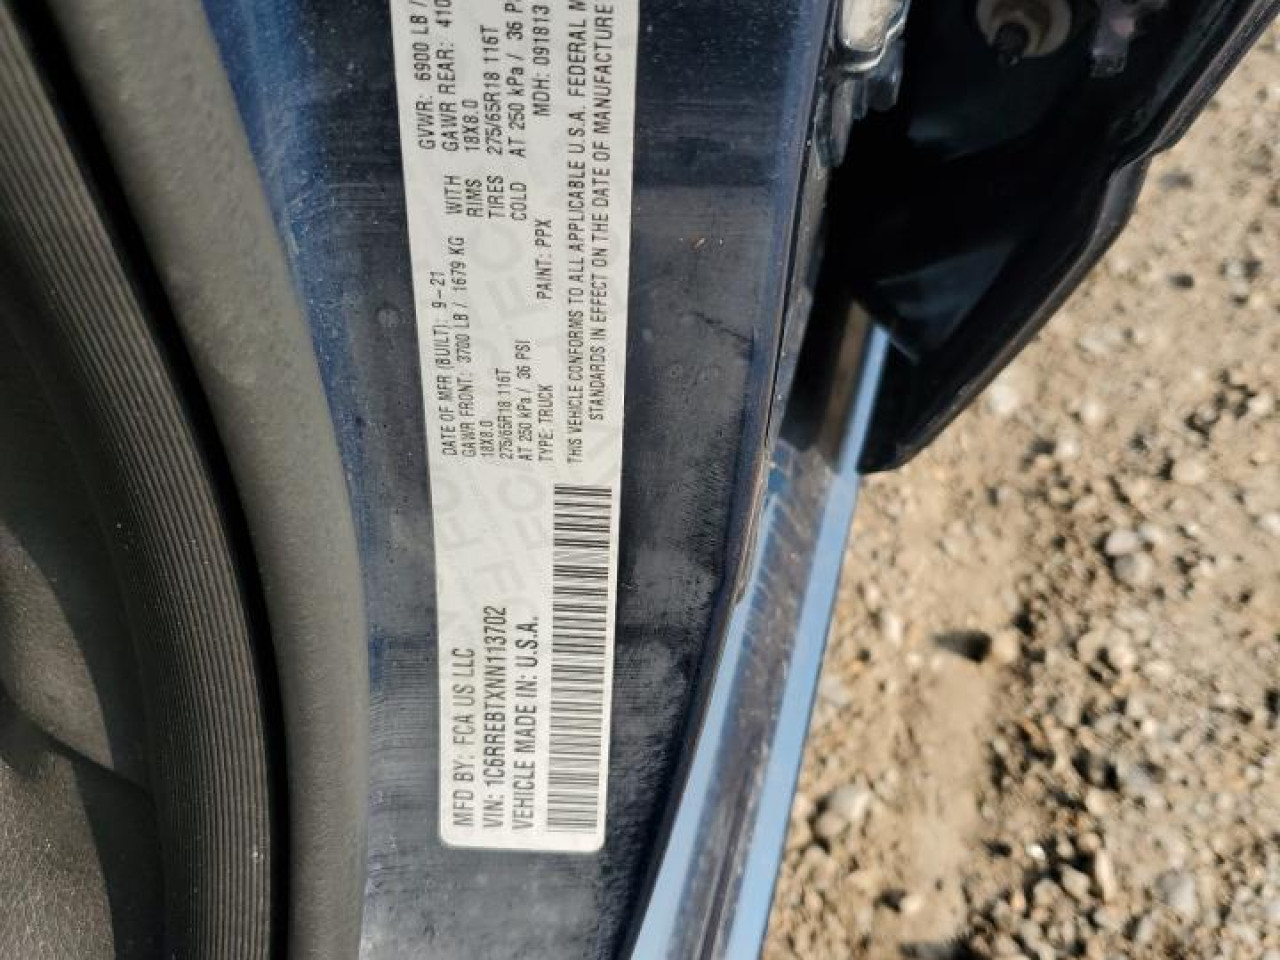 MFD BY: FCA US LLC
DATE OF MFR (BUILT): 9-21
GVWR: 6900 LB /
GAWR FRONT: 3700 LB / 1679 KG
WITH
GAWR REAR: 410
18X8.0
RIMS
18X8.0
275/65R18 116T
TIRES
275/65R18 116T
AT 250 kPa / 36 PSI
COLD
AT 250 kPa / 36 P
VIN: 1C6RREBTXNN113702
TYPE: TRUCK
PAINT: PPX
MDH: 091813
VEHICLE MADE IN: U.S.A.
THIS VEHICLE CONFORMS TO ALL APPLICABLE U.S.A. FEDERAL M
STANDARDS IN EFFECT ON THE DATE OF MANUFACTURE